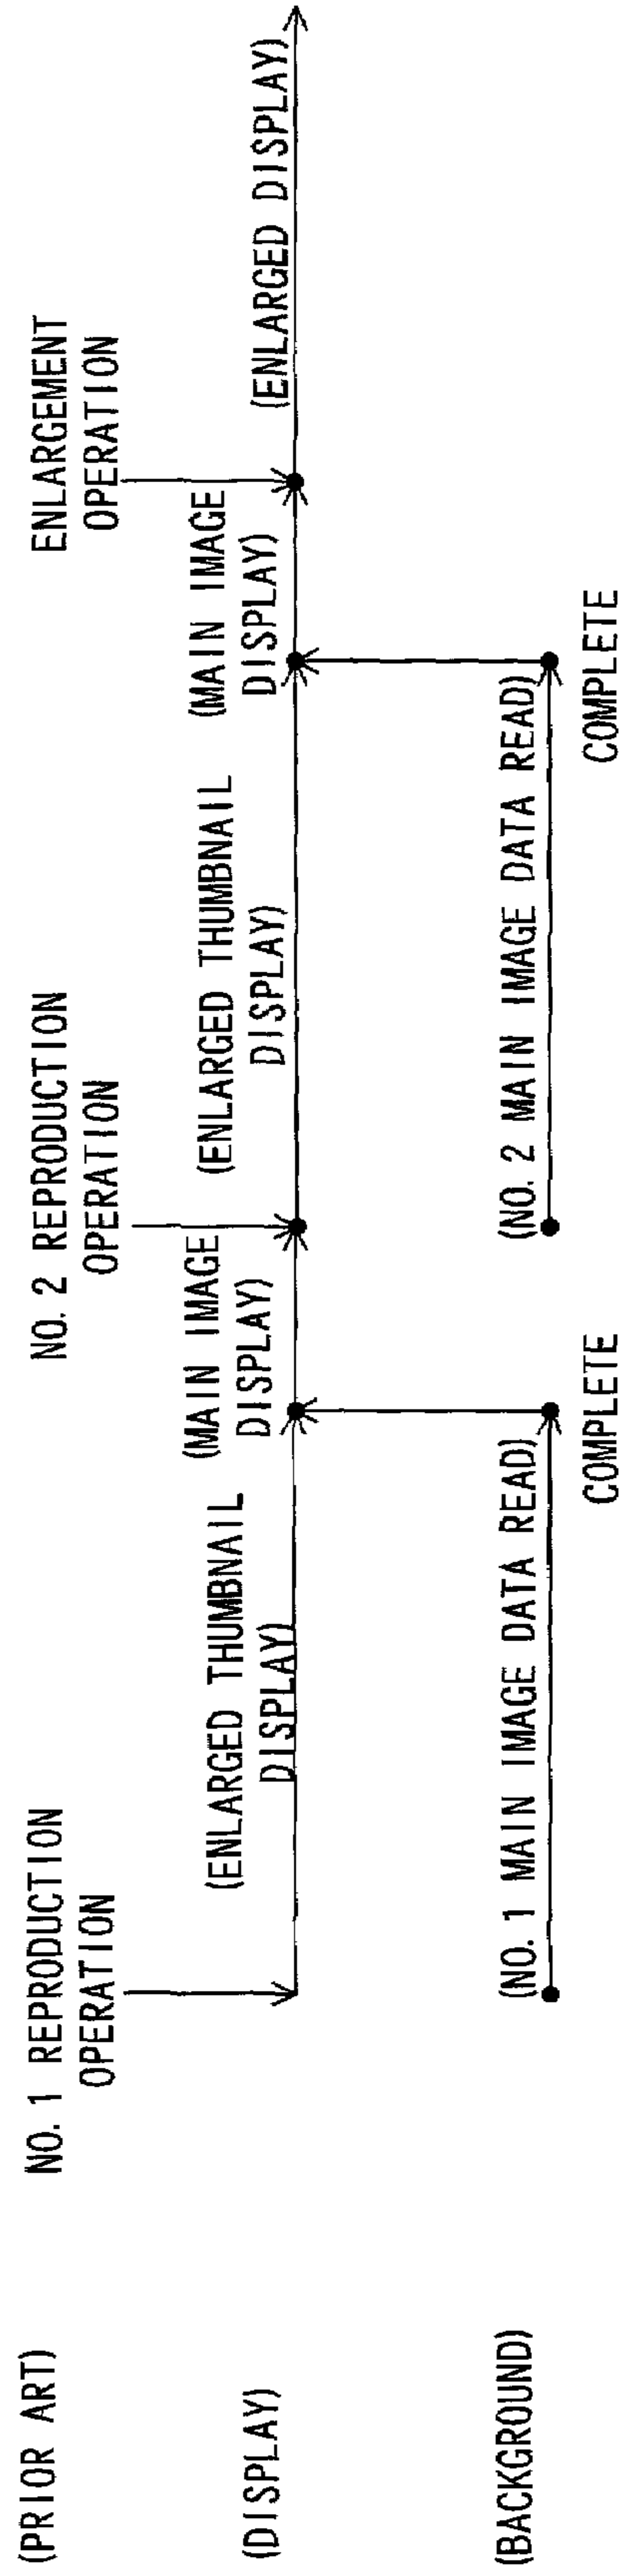 (PRIOR ART)
NO. 1 REPRODUCTION
OPERATION
NO. 2 REPRODUCTION
OPERATION
ENLARGEMENT
OPERATION
(DISPLAY)
(ENLARGED THUMBNAIL
DISPLAY)
(MAIN IMAGE
DISPLAY)
(ENLARGED THUMBNAIL
DISPLAY)
(MAIN IMAGE
DISPLAY)
(ENLARGED DISPLAY)
(BACKGROUND)
(NO. 1 MAIN IMAGE DATA READ)
COMPLETE
(NO. 2 MAIN IMAGE DATA READ)
COMPLETE